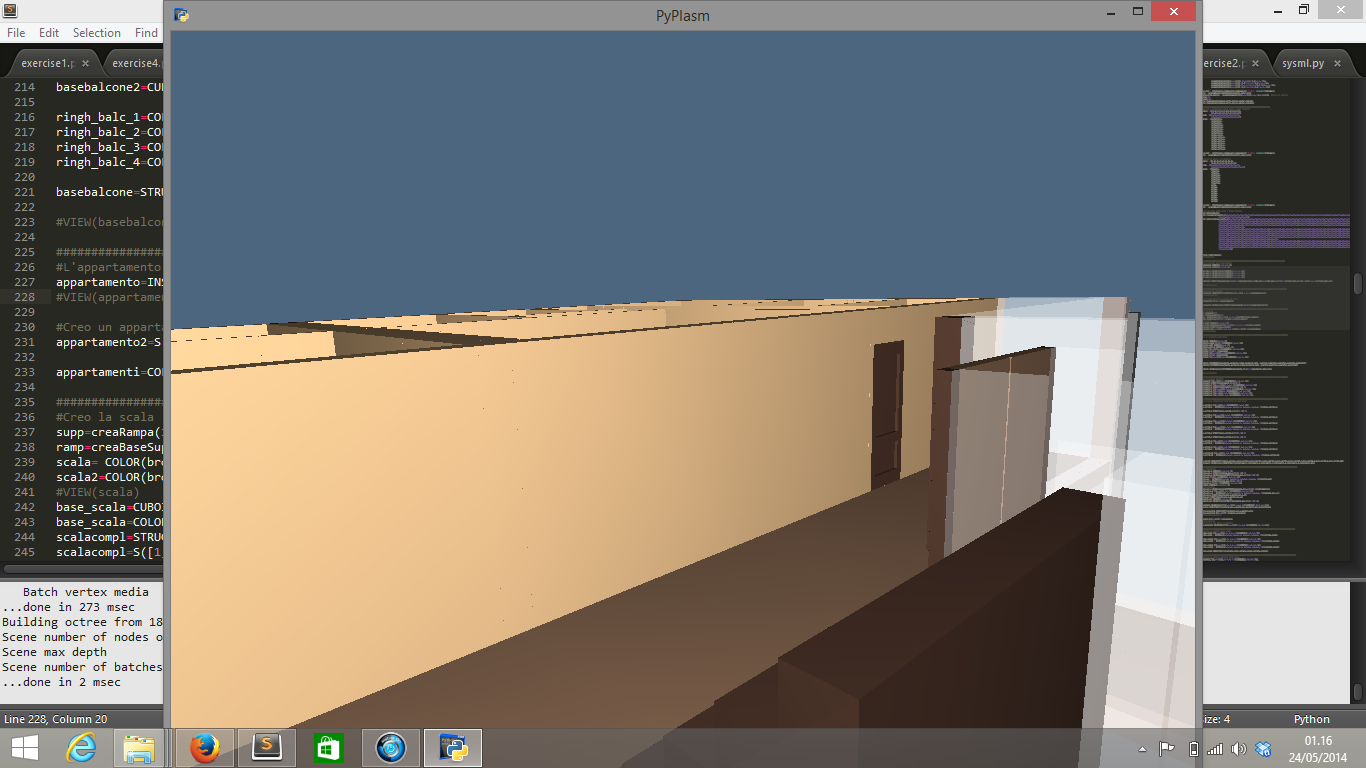 PyPlasm
File Edit Selection Find
exercise1.p × exercise4.
ercise2.p × sysml.py ×
214 basebalcone2=CU
215
216 ringh_balc_1=CO
217 ringh_balc_2=CO
218 ringh_balc_3=CO
219 ringh_balc_4=CO
220
221 basebalcone=STR
222
223 #VIEW(basebalco
224
225 ###############
226 #L'appartamento
227 appartamento=IN
228 #VIEW(appartame
229
230 #Creo un appart
231 appartamento2=S
232
233 appartamenti=CO
234
235 ###############
236 #Creo la scala
237 supp=creaRampa(
238 ramp=creaBaseSu
239 scala= COLOR(br
240 scala2=COLOR(br
241 #VIEW(scala)
242 base_scala=CUBO
243 base_scala=COLO
244 scalacompl=STRU
245 scalacompl=S([1
Batch vertex media
...done in 273 msec
Building octree from 18
Scene number of nodes o
Scene max depth
Scene number of batches
...done in 2 msec
Line 228, Column 20
ize: 4 Python
01.16
24/05/2014